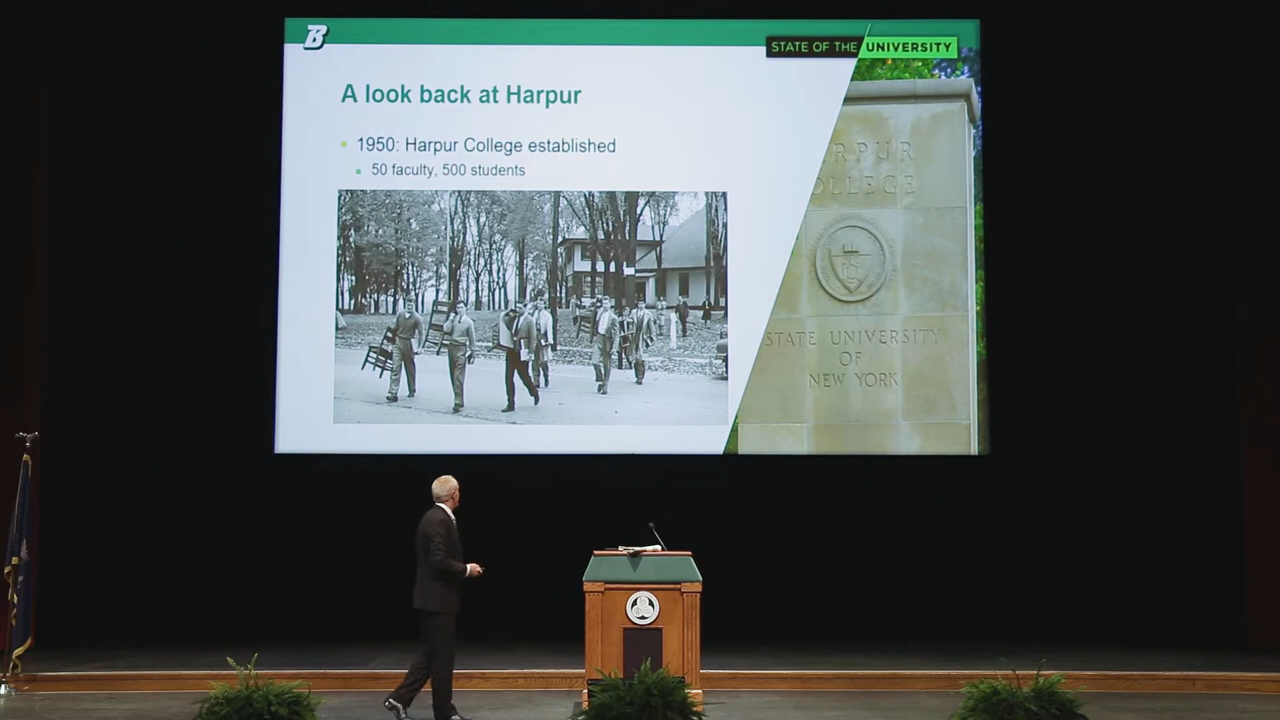 B
STATE OF THE UNIVERSITY
A look back at Harpur
1950: Harpur College established
50 faculty, 500 students
RPUR
OLLEGE
STATE UNIVERSITY
OF
NEW YORK